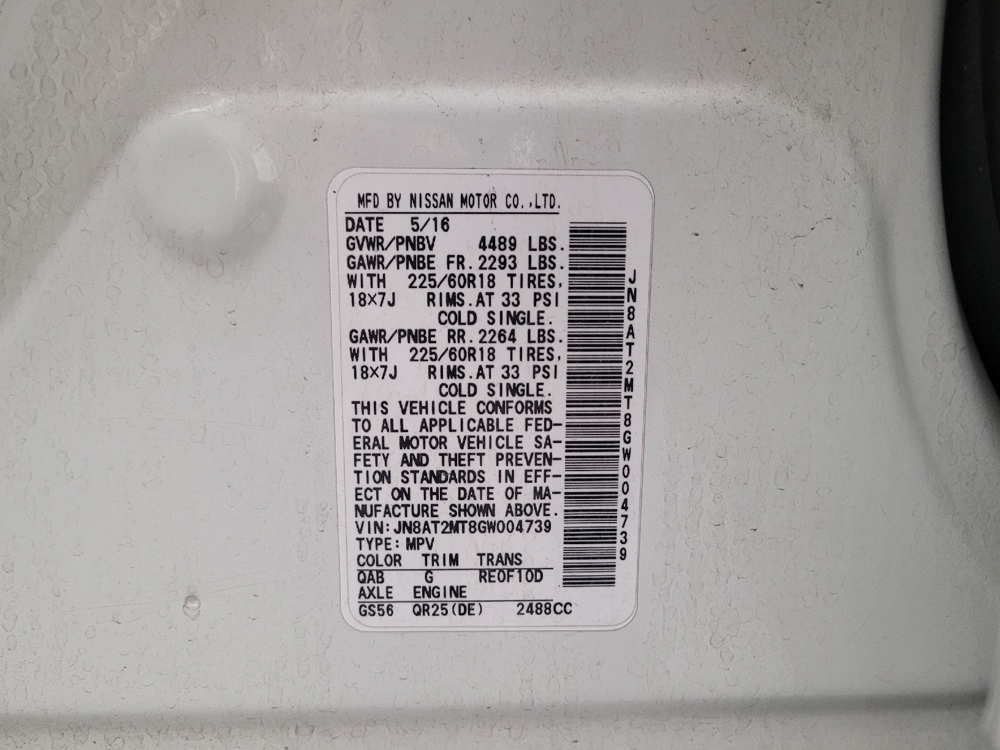 MFD BY NISSAN MOTOR CO.,LTD.
DATE 5/16
GVWR/PNBV 4489 LBS.
GAWR/PNBE FR. 2293 LBS.
WITH 225/60R18 TIRES,
18×7J RIMS. AT 33 PSI
COLD SINGLE.
GAWR/PNBE RR. 2264 LBS.
WITH 225/60R18 TIRES,
18×7J RIMS. AT 33 PSI
COLD SINGLE.
THIS VEHICLE CONFORMS
TO ALL APPLICABLE FED-
ERAL MOTOR VEHICLE SA-
FETY AND THEFT PREVEN-
TION STANDARDS IN EFF-
ECT ON THE DATE OF MA-
NUFACTURE SHOWN ABOVE.
VIN: JN8AT2MT8GW004739
TYPE: MPV
COLOR TRIM TRANS
QAB G RE0F10D
AXLE ENGINE
GS56 QR25(DE) 2488CC
JN8AT2MT8GW004739